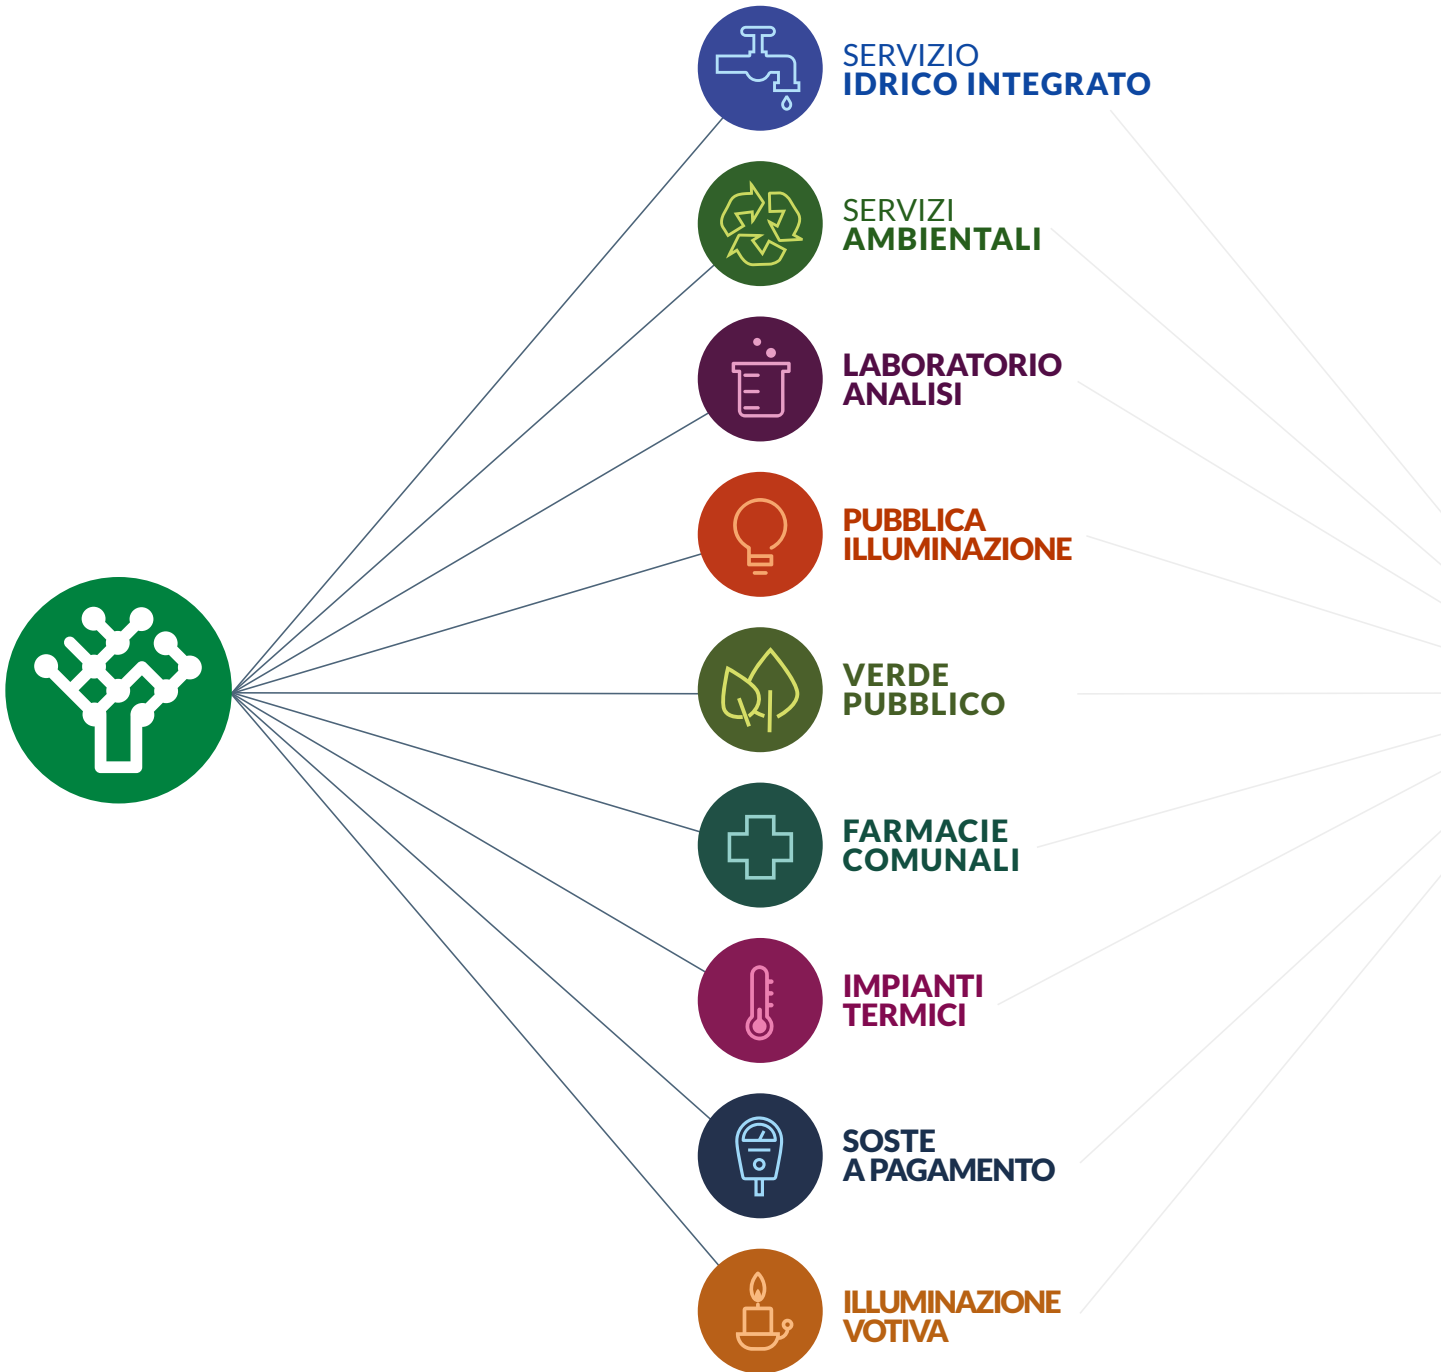 SERVIZIO
IDRICO INTEGRATO
SERVIZI
AMBIENTALI
LABORATORIO
ANALISI
PUBBLICA
ILLUMINAZIONE
VERDE
PUBBLICO
FARMACIE
COMUNALI
IMPIANTI
TERMICI
SOSTE
A PAGAMENTO
ILLUMINAZIONE
VOTIVA